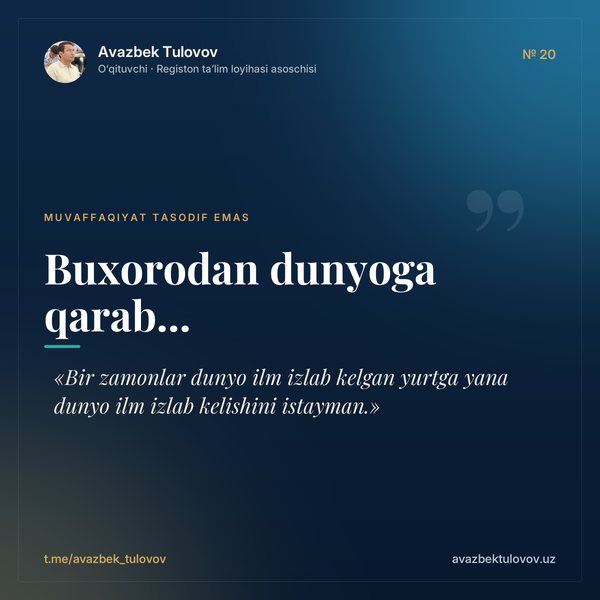 Avazbek Tulovov
O‘qituvchi · Registon ta’lim loyihasi asoschisi
№ 20
MUVAFFAQIYAT TASODIF EMAS
”
Buxorodan dunyoga
qarab...
«Bir zamonlar dunyo ilm izlab kelgan yurtga yana
dunyo ilm izlab kelishini istayman.»
t.me/avazbek_tulovov
avazbektulovov.uz